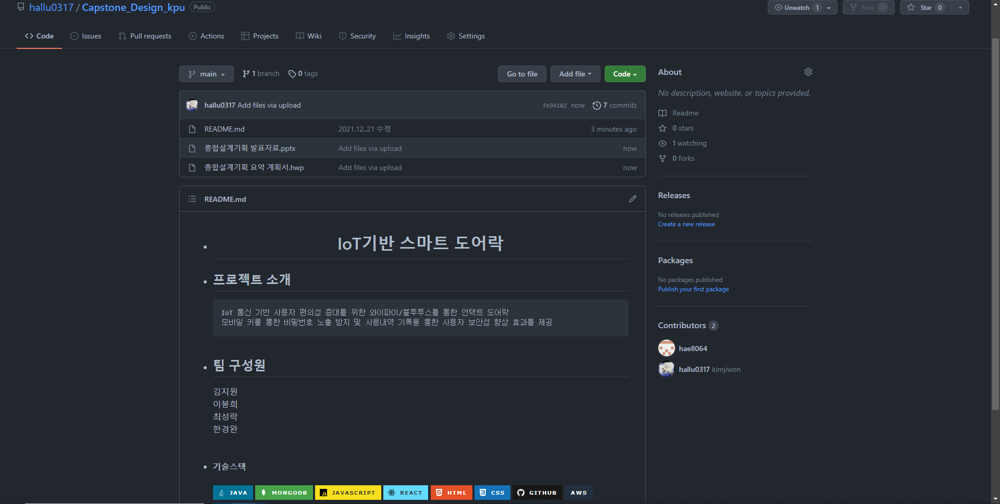 hallu0317 / Capstone_Design_kpu Public
Unwatch 1
Fork 0
Star 0
Code Issues Pull requests Actions Projects Wiki Security Insights Settings
main 1 branch 0 tags
Go to file Add file Code
hallu0317 Add files via upload fb94102 now 7 commits
README.md 2021.12..21 수정 3 minutes ago
종합설계기획 발표자료.pptx Add files via upload now
종합설계기획 요약 계획서.hwp Add files via upload now
README.md
IoT기반 스마트 도어락
프로젝트 소개
IoT 통신 기반 사용자 편의성 증대를 위한 와이파이/블루투스를 통한 언택트 도어락
모바일 키를 통한 비밀번호 노출 방지 및 사용내역 기록을 통한 사용자 보안성 향상 효과를 제공
팀 구성원
김지원
이봉희
최성락
한경완
기술스택
JAVA MONGODB JS JAVASCRIPT REACT HTML CSS GITHUB AWS
About
No description, website, or topics provided.
Readme
0 stars
1 watching
0 forks
Releases
No releases published
Create a new release
Packages
No packages published
Publish your first package
Contributors 2
hae8064
hallu0317 kimjiwon